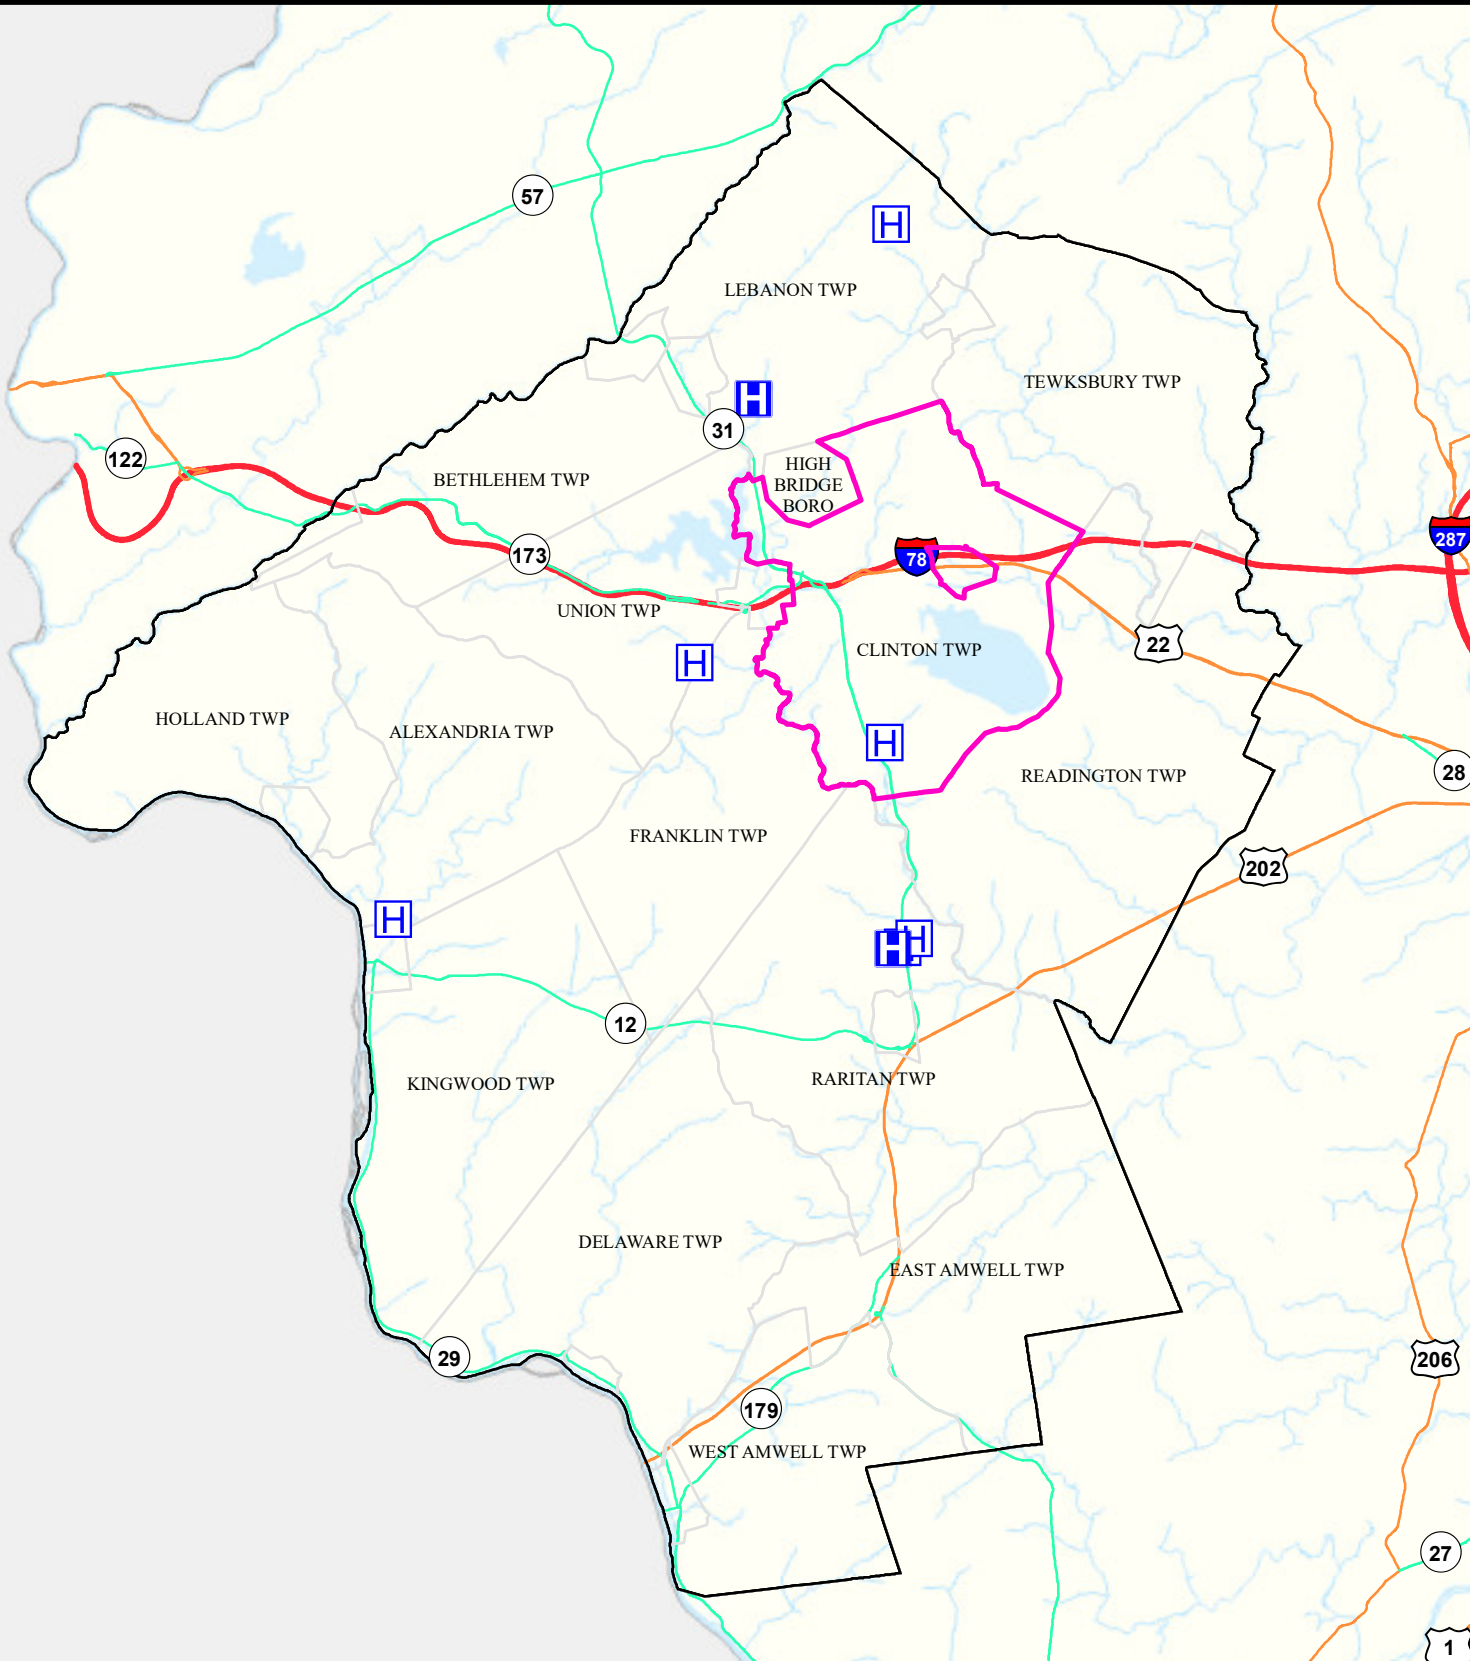 57
H
LEBANON TWP
TEWKSBURY TWP
H
31
122
HIGH
BRIDGE
BORO
BETHLEHEM TWP
287
173
78
UNION TWP
22
CLINTON TWP
H
HOLLAND TWP
ALEXANDRIA TWP
H
READINGTON TWP
28
FRANKLIN TWP
202
H
H
H
12
KINGWOOD TWP
RARITAN TWP
DELAWARE TWP
EAST AMWELL TWP
29
206
179
WEST AMWELL TWP
27
1